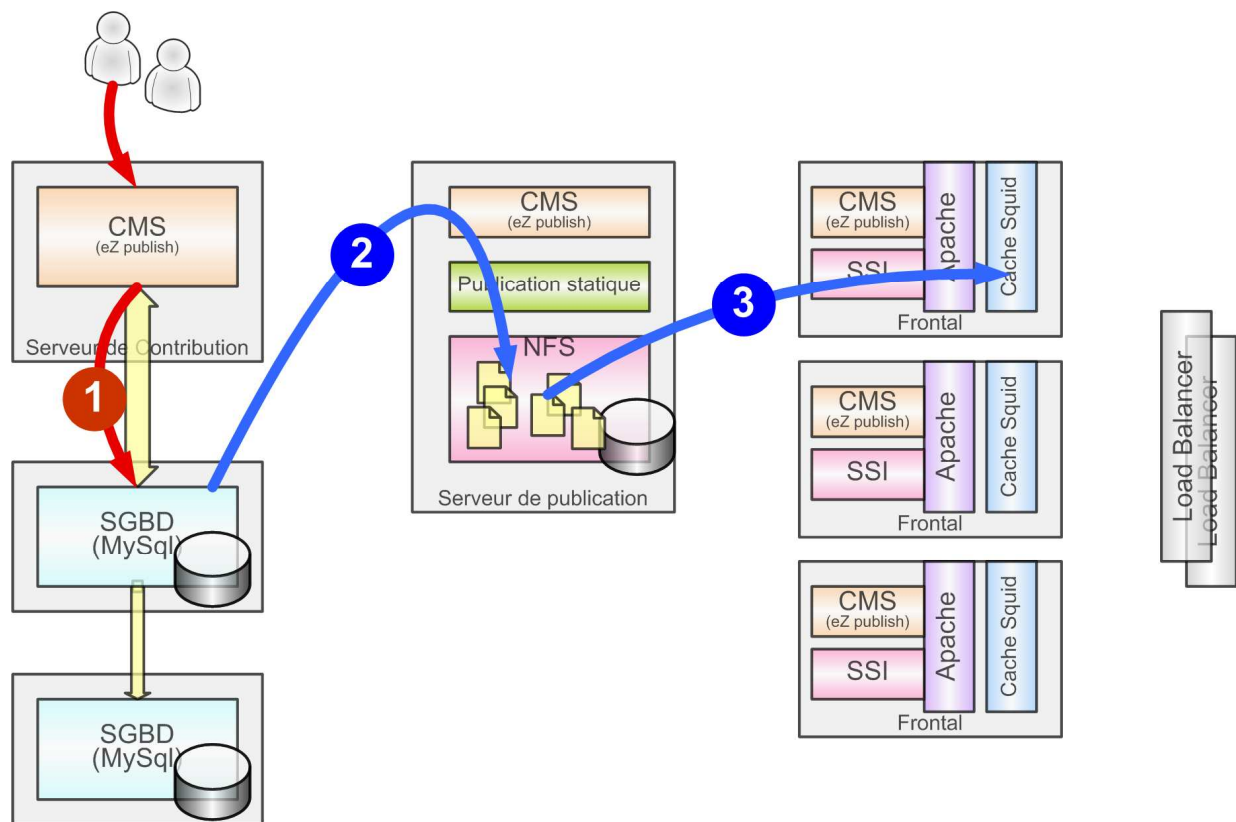 CMS
(eZ publish)
Serveur de Contribution
1
SGBD
(MySql)
SGBD
(MySql)
2
CMS
(eZ publish)
Publication statique
NFS
Serveur de publication
3
CMS
(eZ publish)
SSI
Apache
Cache Squid
Frontal
CMS
(eZ publish)
SSI
Apache
Cache Squid
Frontal
CMS
(eZ publish)
SSI
Apache
Cache Squid
Frontal
Load Balancer
Load Balancer